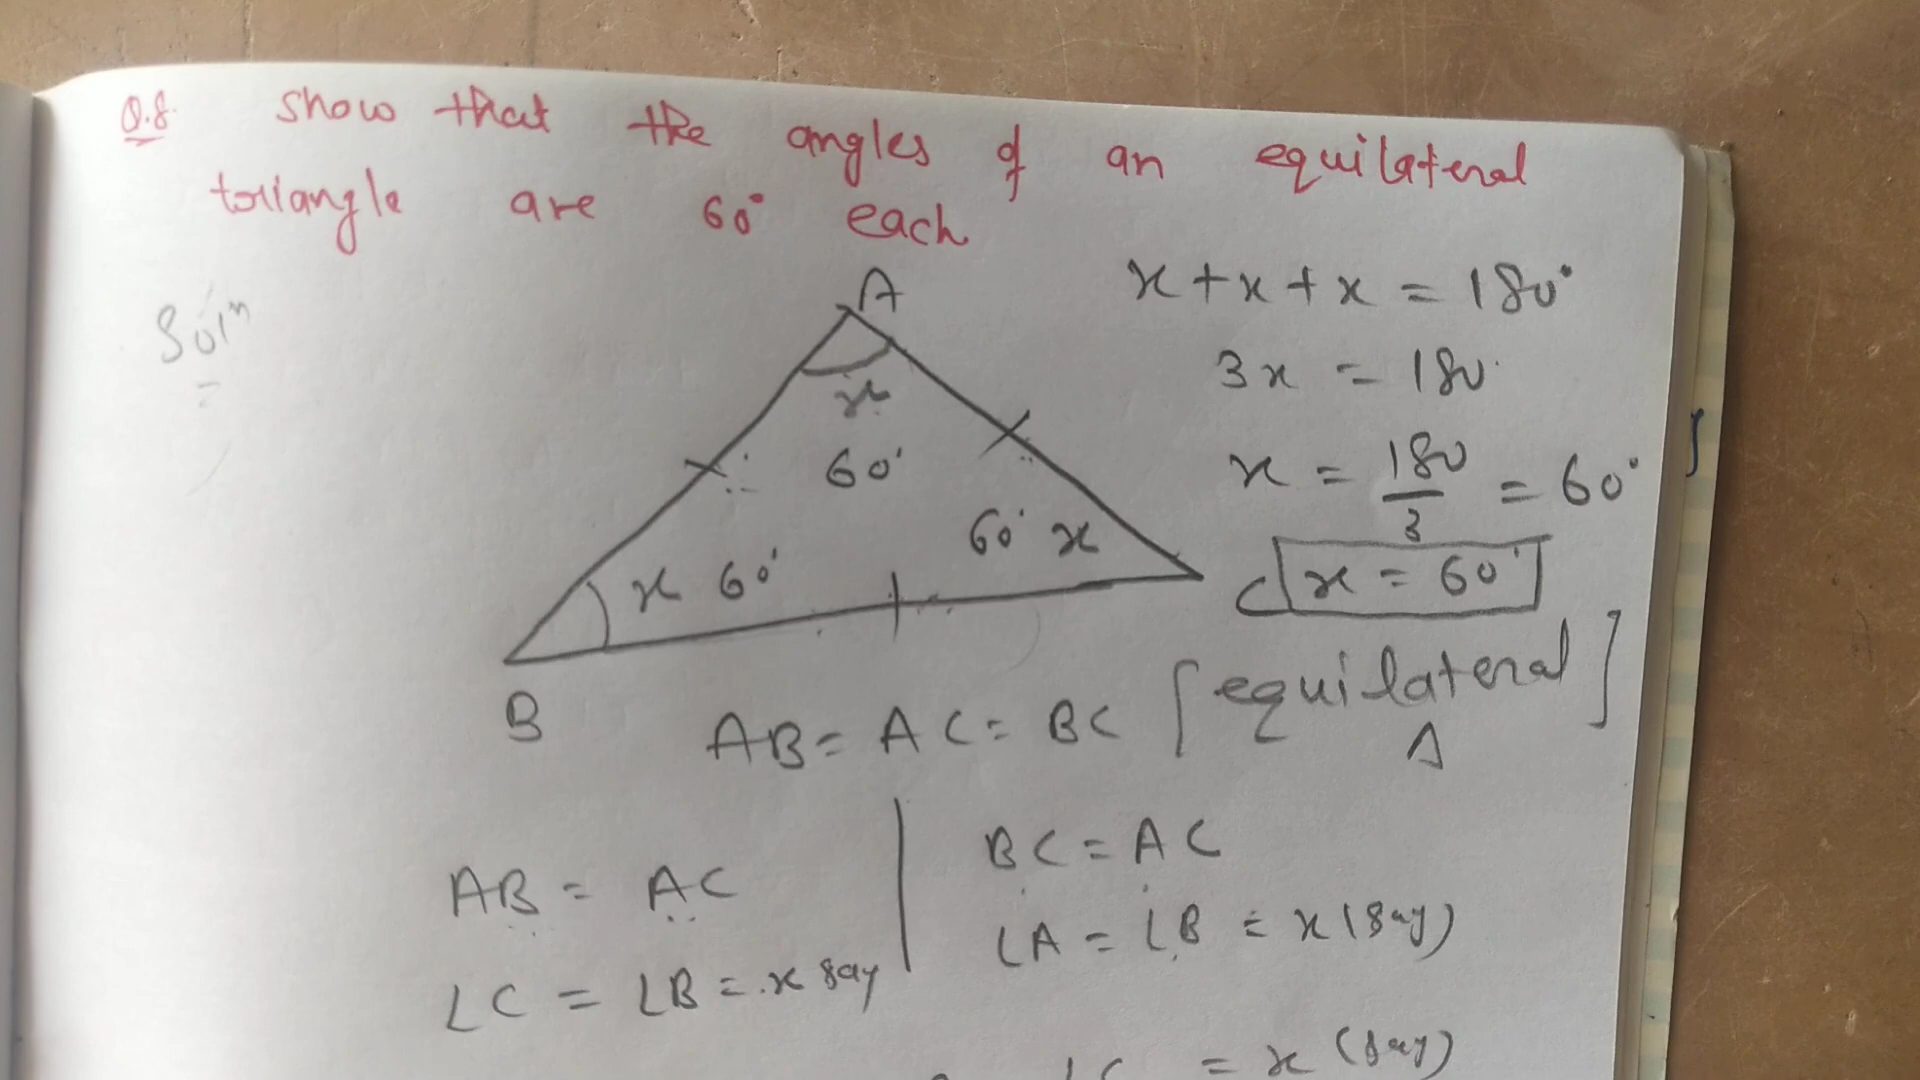 Q.8. Show that the angles of an equilateral
triangle are 60° each
Solⁿ
A
x + x + x = 180°
3x = 180
x = 180/3 = 60°
x = 60°
x
60°
60° x
x 60°
B
C
AB = AC = BC [equilateral Δ]
AB = AC
∠C = ∠B = x say
BC = AC
∠A = ∠B = x (say)
∠C = x (say)